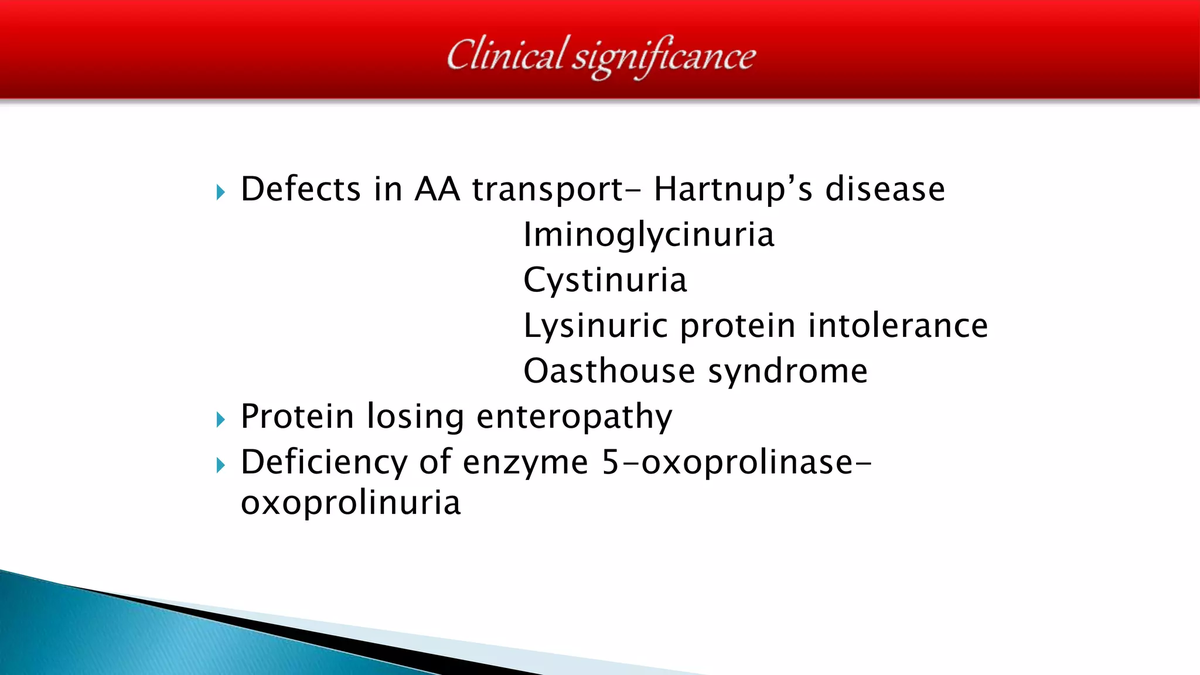 Clinical significance
Defects in AA transport- Hartnup’s disease
Iminoglycinuria
Cystinuria
Lysinuric protein intolerance
Oasthouse syndrome
Protein losing enteropathy
Deficiency of enzyme 5-oxoprolinase-
oxoprolinuria